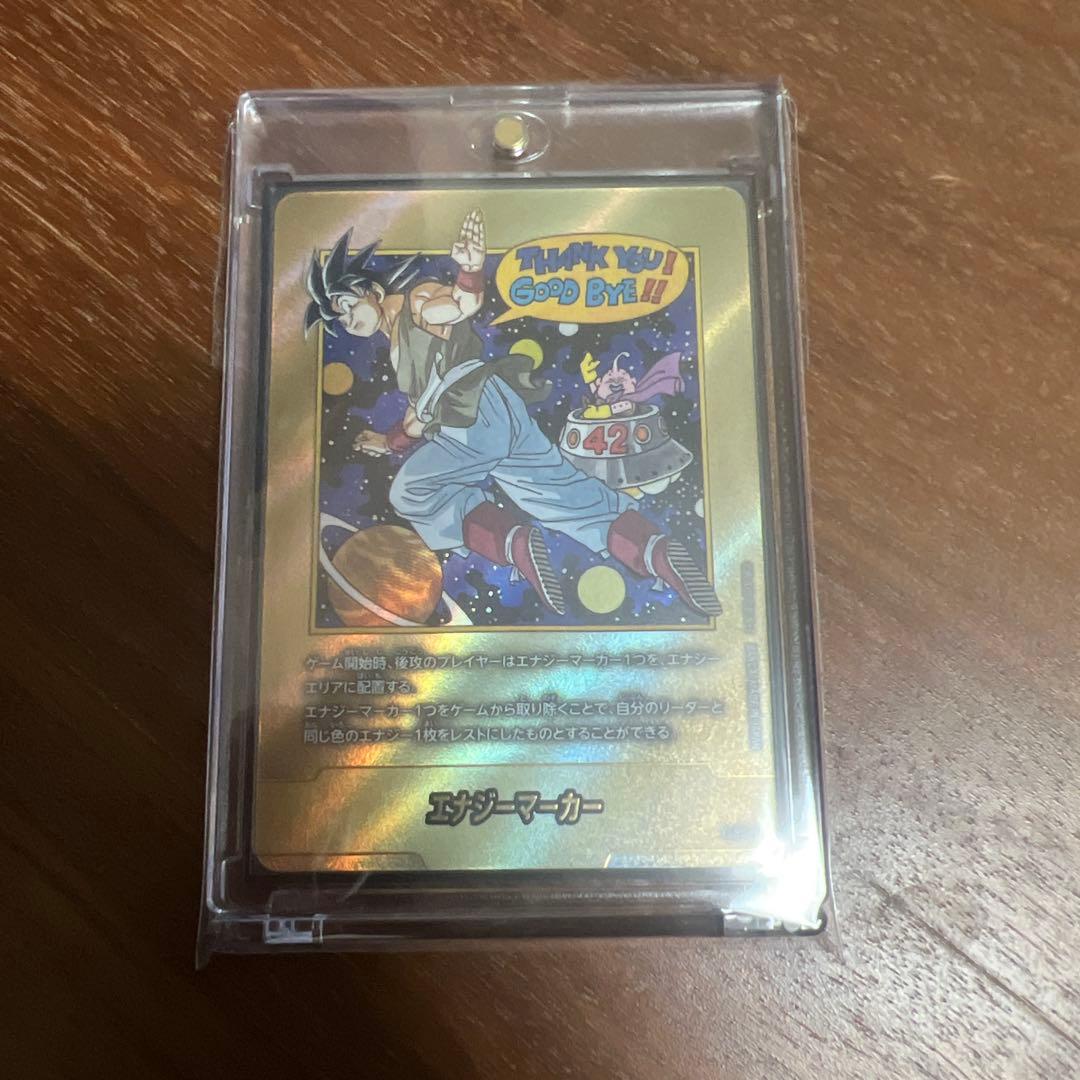 THANK YOU!
GOOD BYE!!
42
ゲーム開始時、後攻のプレイヤーはエナジーマーカー1つを、エナジー
エリアに配置する。
エナジーマーカー1つをゲームから取り除くことで、自分のリーダーと
同じ色のエナジー1枚をレストにしたものとすることができる
エナジーマーカー